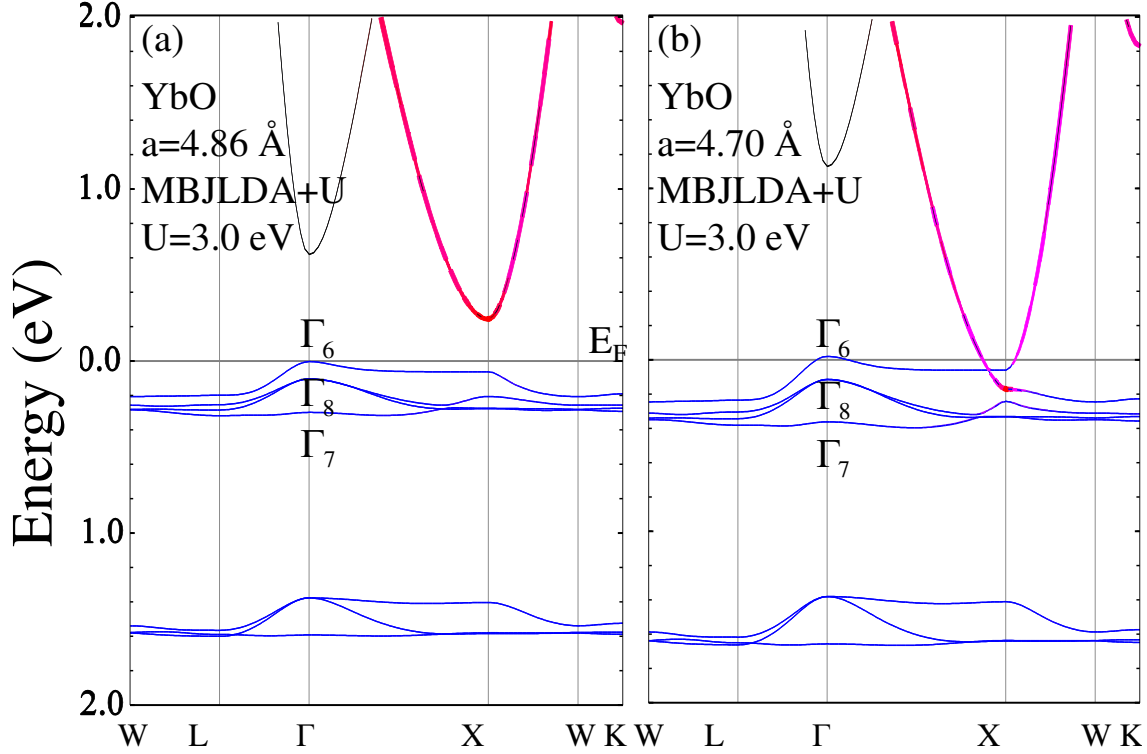 2.0
1.0
0.0
1.0
2.0
Energy (eV)
(a)
YbO
a=4.86 Å
MBJLDA+U
U=3.0 eV
Γ6
Γ8
Γ7
EF
W L Γ X W K
(b)
YbO
a=4.70 Å
MBJLDA+U
U=3.0 eV
Γ6
Γ8
Γ7
W L Γ X W K